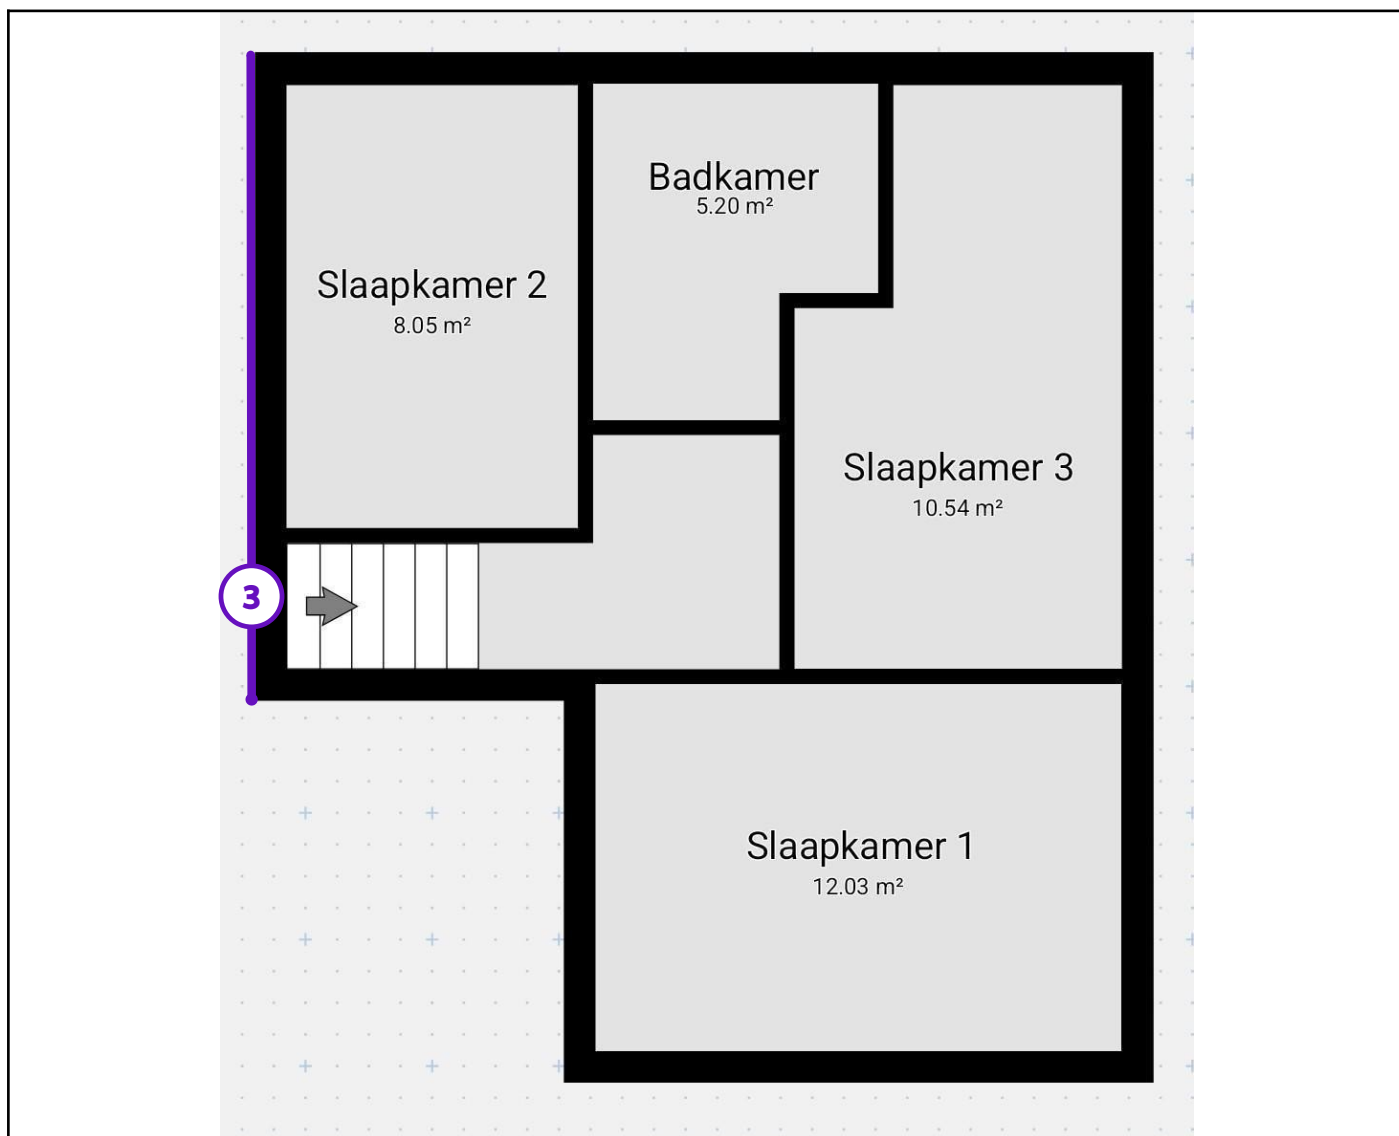 Badkamer
5.20 m²
Slaapkamer 2
8.05 m²
Slaapkamer 3
10.54 m²
3
Slaapkamer 1
12.03 m²